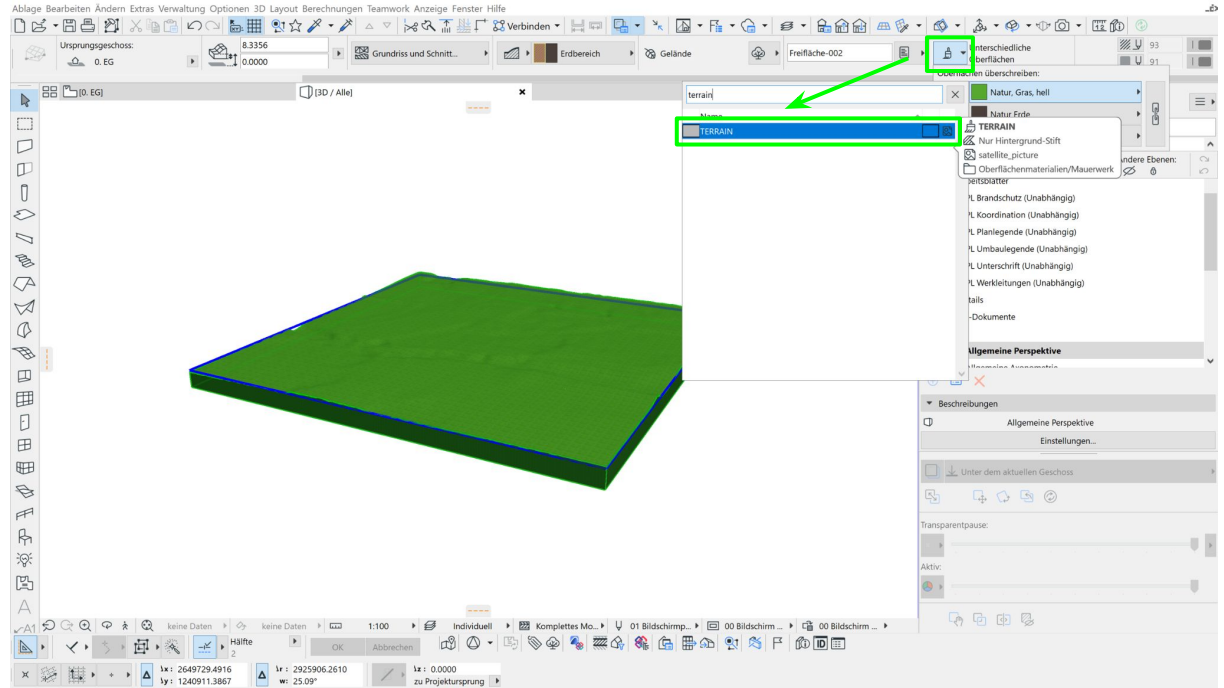 Ablage Bearbeiten Ändern Extras Verwaltung Optionen 3D Layout Berechnungen Teamwork Anzeige Fenster Hilfe
Verbinden
Ursprungsgeschoss:
0. EG
8.3356
0.0000
Grundriss und Schnitt...
Erdbereich
Gelände
Freifläche-002
Unterschiedliche
Oberflächen
93
91
Oberflächen überschreiben:
[0. EG]
[3D / Alle]
terrain
Natur, Gras, hell
Name
Natur Erde
TERRAIN
TERRAIN
Nur Hintergrund-Stift
satellite_picture
Oberflächenmaterialien/Mauerwerk
Andere Ebenen:
PL Brandschutz (Unabhängig)
PL Koordination (Unabhängig)
PL Planlegende (Unabhängig)
PL Umbaulegende (Unabhängig)
PL Unterschrift (Unabhängig)
PL Werkleitungen (Unabhängig)
tails
-Dokumente
Allgemeine Perspektive
Allgemeine Axonometrie
Beschreibungen
Allgemeine Perspektive
Einstellungen...
Unter dem aktuellen Geschoss
Transparentpause:
Aktiv:
A1
keine Daten
keine Daten
1:100
Individuell
Komplettes Mo...
01 Bildschirmp...
00 Bildschirm ...
00 Bildschirm ...
Hälfte
2
OK
Abbrechen
x: 2649729.4916
y: 1240911.3867
r: 2925906.2610
w: 25.09°
z: 0.0000
zu Projektursprung